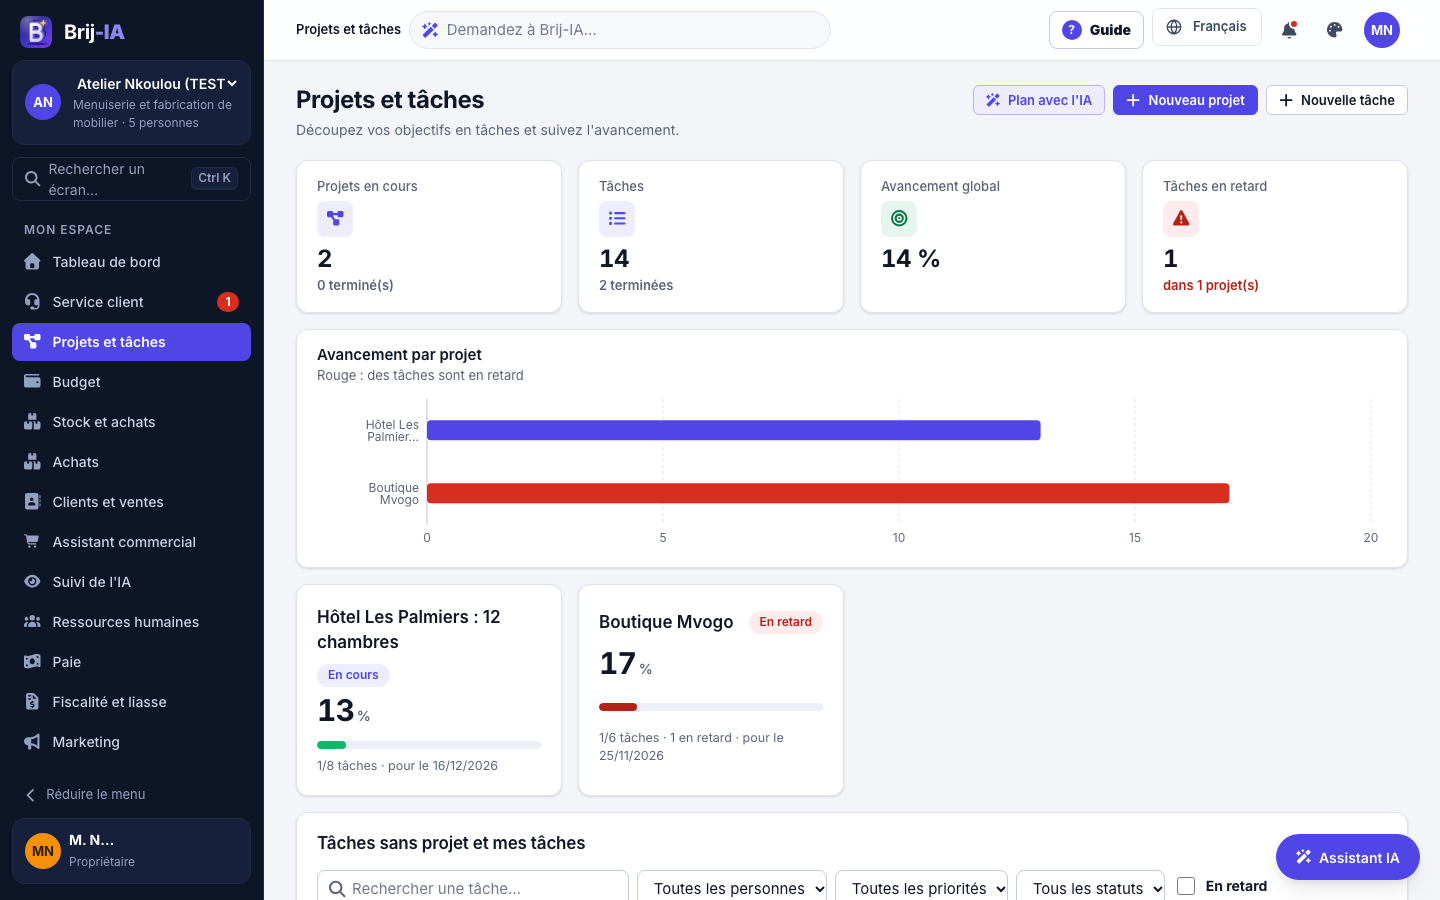 Brij-IA
AN
Atelier Nkoulou (TEST
Menuiserie et fabrication de
mobilier · 5 personnes
Rechercher un
écran...
Ctrl K
MON ESPACE
Tableau de bord
Service client
1
Projets et tâches
Budget
Stock et achats
Achats
Clients et ventes
Assistant commercial
Suivi de l'IA
Ressources humaines
Paie
Fiscalité et liasse
Marketing
Réduire le menu
MN
M. N...
Propriétaire
Projets et tâches
Demandez à Brij-IA...
? Guide
Français
MN
Projets et tâches
Découpez vos objectifs en tâches et suivez l'avancement.
Plan avec l'IA
Nouveau projet
Nouvelle tâche
Projets en cours
2
0 terminé(s)
Tâches
14
2 terminées
Avancement global
14 %
Tâches en retard
1
dans 1 projet(s)
Avancement par projet
Rouge : des tâches sont en retard
Hôtel Les
Palmier...
Boutique
Mvogo
0 5 10 15 20
Hôtel Les Palmiers : 12
chambres
En cours
13 %
1/8 tâches · pour le 16/12/2026
Boutique Mvogo
En retard
17 %
1/6 tâches · 1 en retard · pour le
25/11/2026
Tâches sans projet et mes tâches
Rechercher une tâche...
Toutes les personnes
Toutes les priorités
Tous les statuts
En retard
Assistant IA